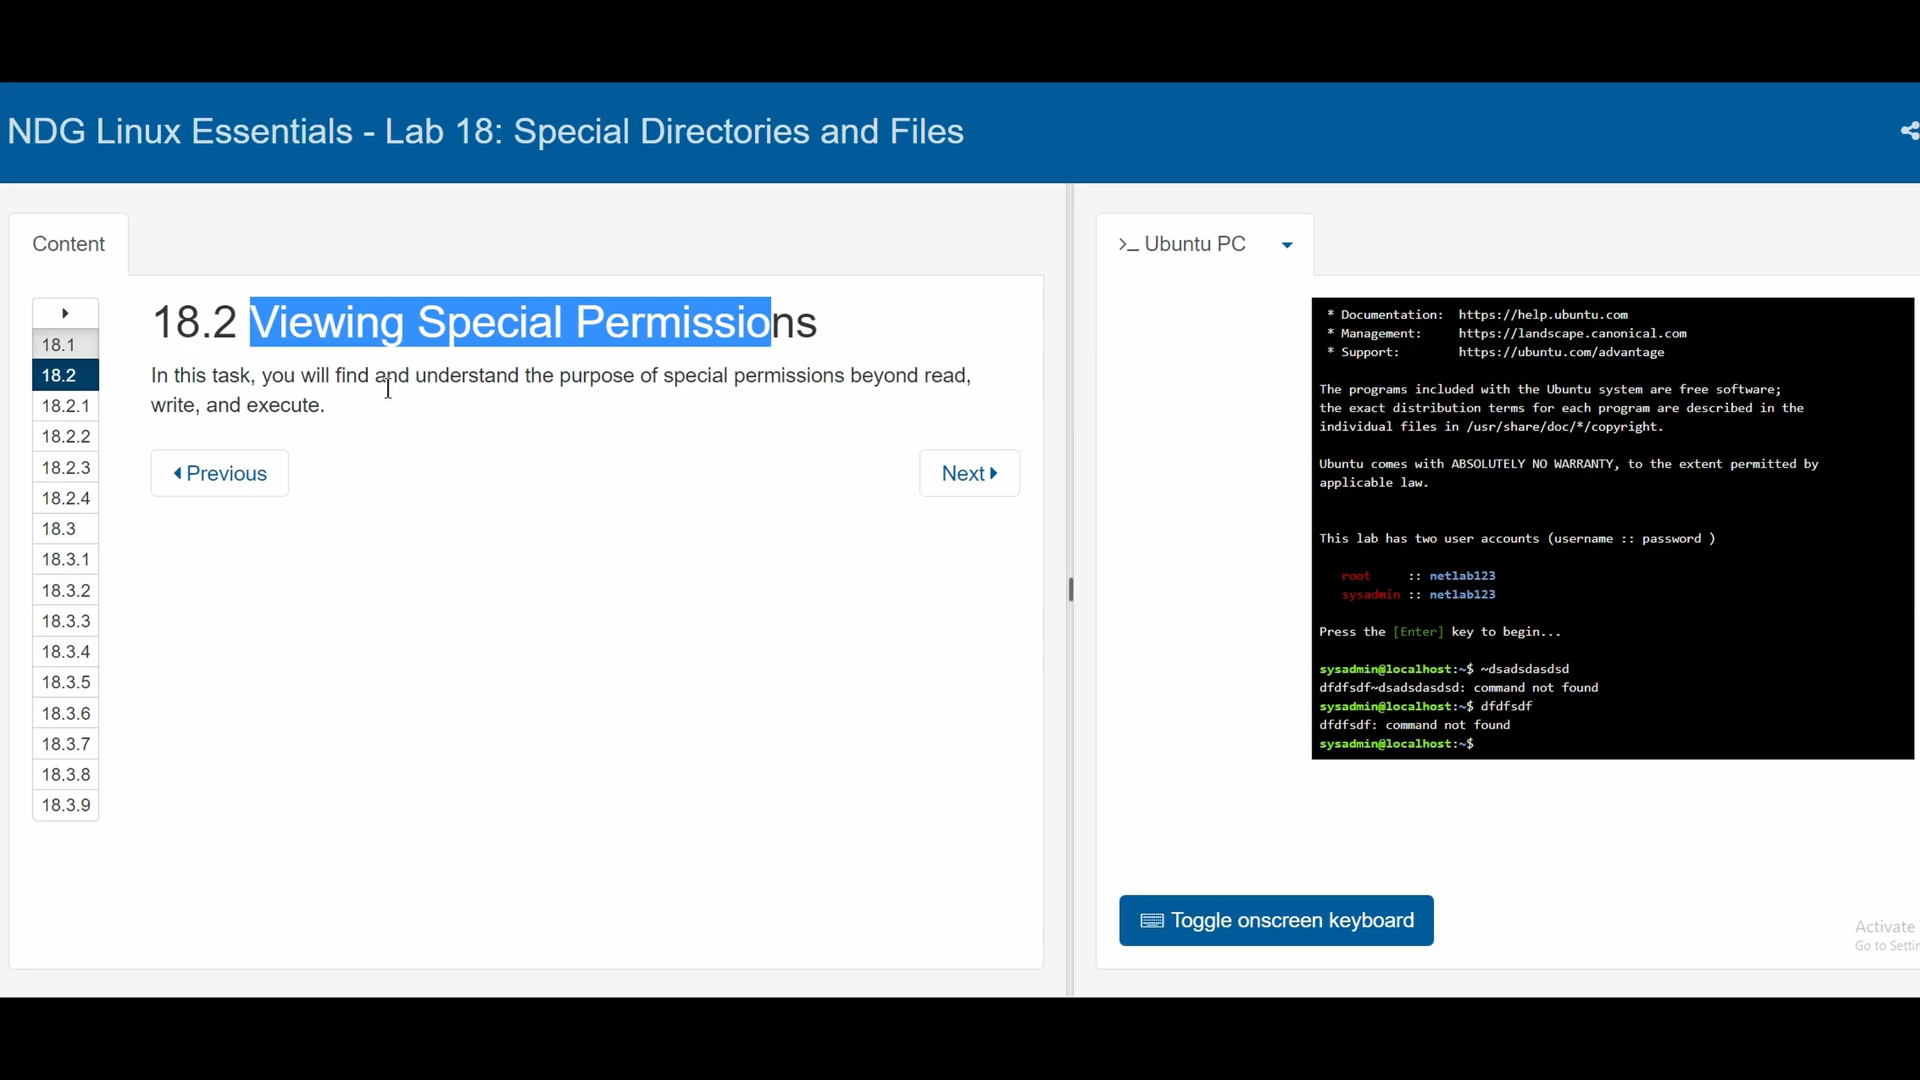 NDG Linux Essentials - Lab 18: Special Directories and Files
Content
18.1
18.2
18.2.1
18.2.2
18.2.3
18.2.4
18.3
18.3.1
18.3.2
18.3.3
18.3.4
18.3.5
18.3.6
18.3.7
18.3.8
18.3.9
18.2 Viewing Special Permissions
In this task, you will find and understand the purpose of special permissions beyond read,
write, and execute.
Previous
Next
>_ Ubuntu PC
* Documentation: https://help.ubuntu.com
* Management: https://landscape.canonical.com
* Support: https://ubuntu.com/advantage
The programs included with the Ubuntu system are free software;
the exact distribution terms for each program are described in the
individual files in /usr/share/doc/*/copyright.
Ubuntu comes with ABSOLUTELY NO WARRANTY, to the extent permitted by
applicable law.
This lab has two user accounts (username :: password )
root :: netlab123
sysadmin :: netlab123
Press the [Enter] key to begin...
sysadmin@localhost:~$ ~dsadsdasdsd
dfdfsdf~dsadsdasdsd: command not found
sysadmin@localhost:~$ dfdfsdf
dfdfsdf: command not found
sysadmin@localhost:~$
Toggle onscreen keyboard
Activate
Go to Settin